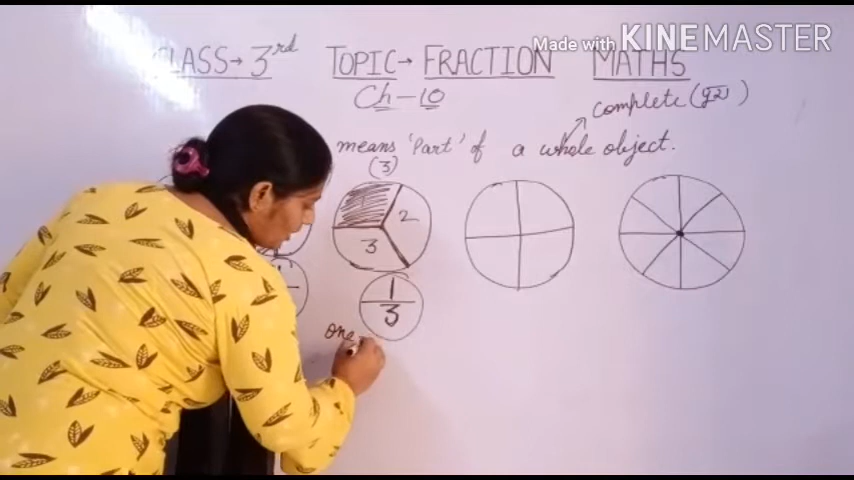 CLASS → 3rd TOPIC → FRACTION MATHS
Made with KINEMASTER
Ch - 10
complete (पूरा)
means 'Part' of a whole object.
(3)
2
3
1
3
one